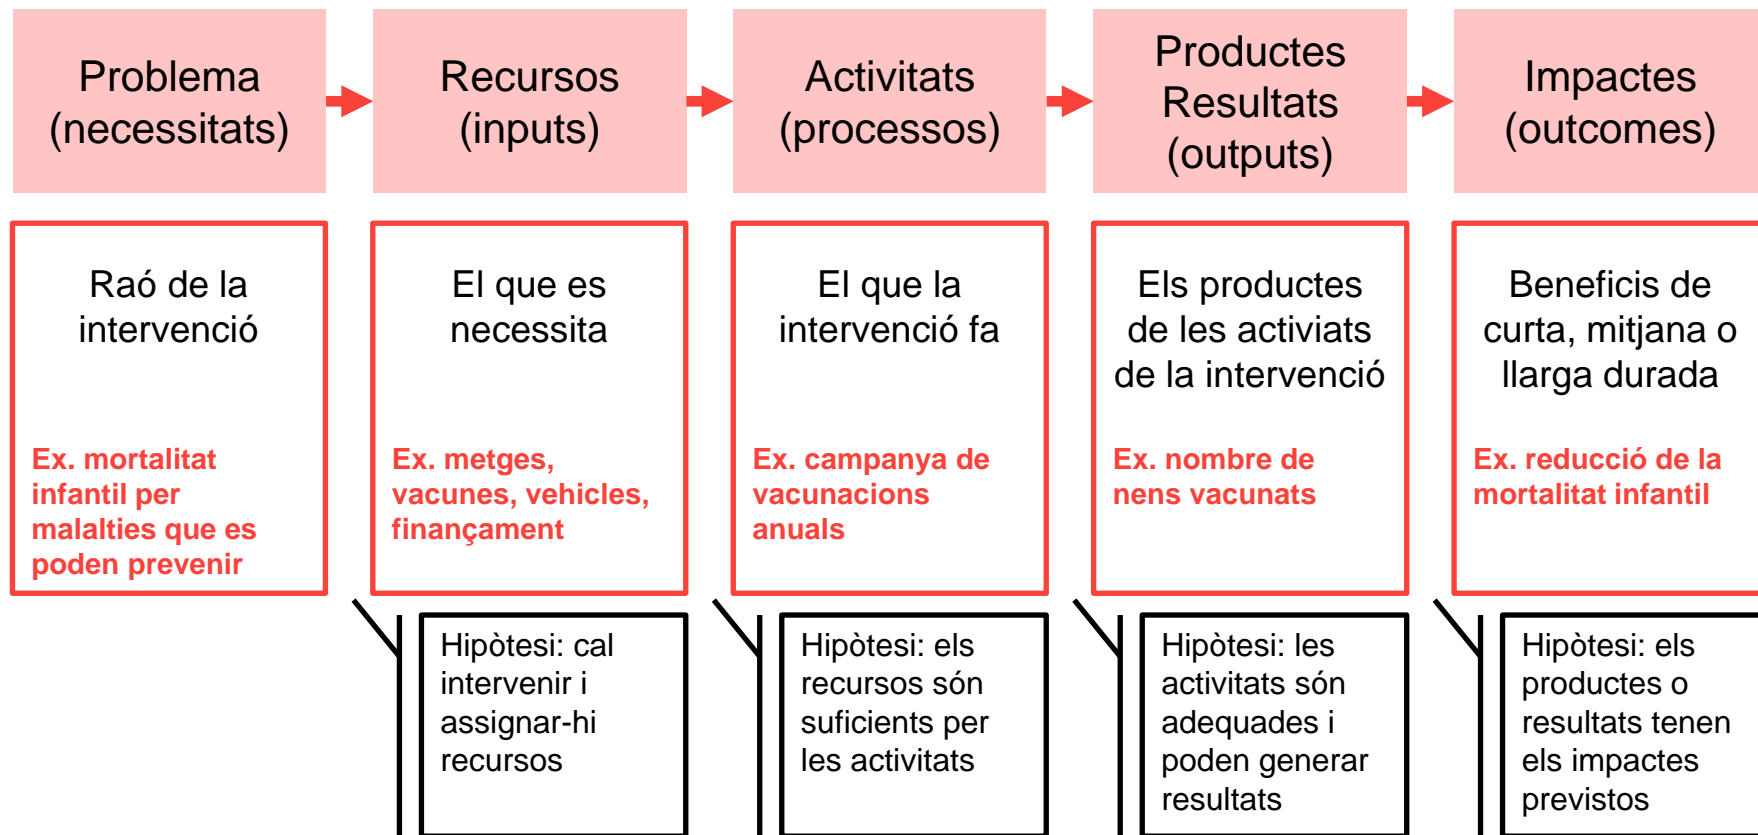 Problema
(necessitats)
Recursos
(inputs)
Activitats
(processos)
Productes
Resultats
(outputs)
Impactes
(outcomes)
Raó de la
intervenció
Ex. mortalitat
infantil per
malalties que es
poden prevenir
El que es
necessita
Ex. metges,
vacunes, vehicles,
finançament
El que la
intervenció fa
Ex. campanya de
vacunacions
anuals
Els productes
de les activiats
de la intervenció
Ex. nombre de
nens vacunats
Beneficis de
curta, mitjana o
llarga durada
Ex. reducció de la
mortalitat infantil
Hipòtesi: cal
intervenir i
assignar-hi
recursos
Hipòtesi: els
recursos són
suficients per
les activitats
Hipòtesi: les
activitats són
adequades i
poden generar
resultats
Hipòtesi: els
productes o
resultats tenen
els impactes
previstos